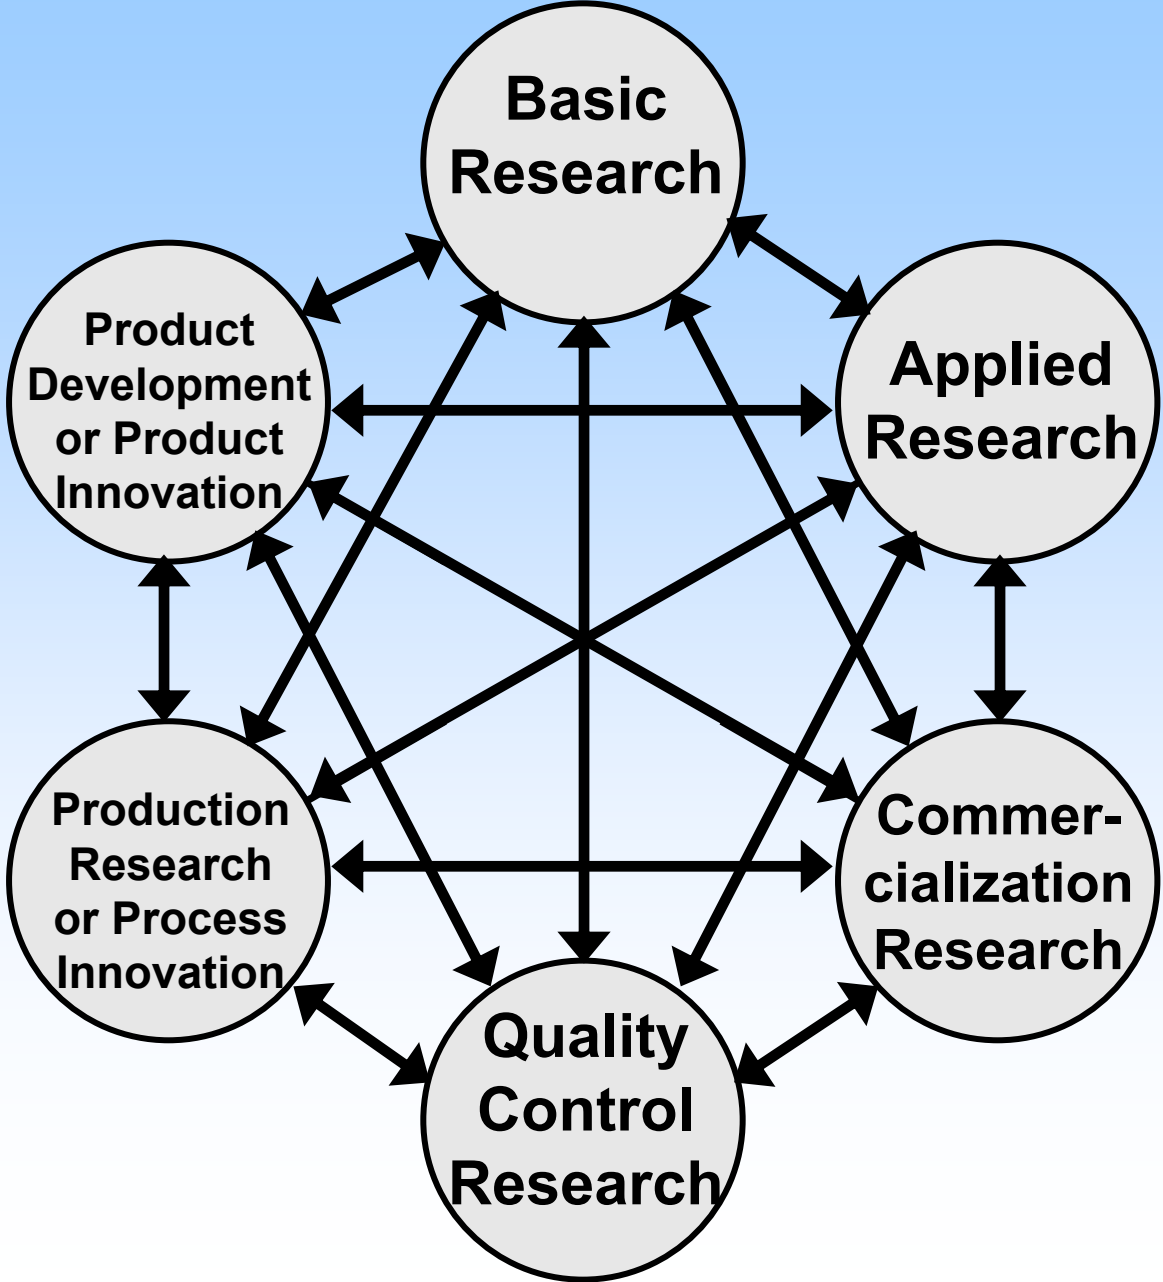 Basic
Research
Product
Development
or Product
Innovation
Applied
Research
Production
Research
or Process
Innovation
Commer-
cialization
Research
Quality
Control
Research